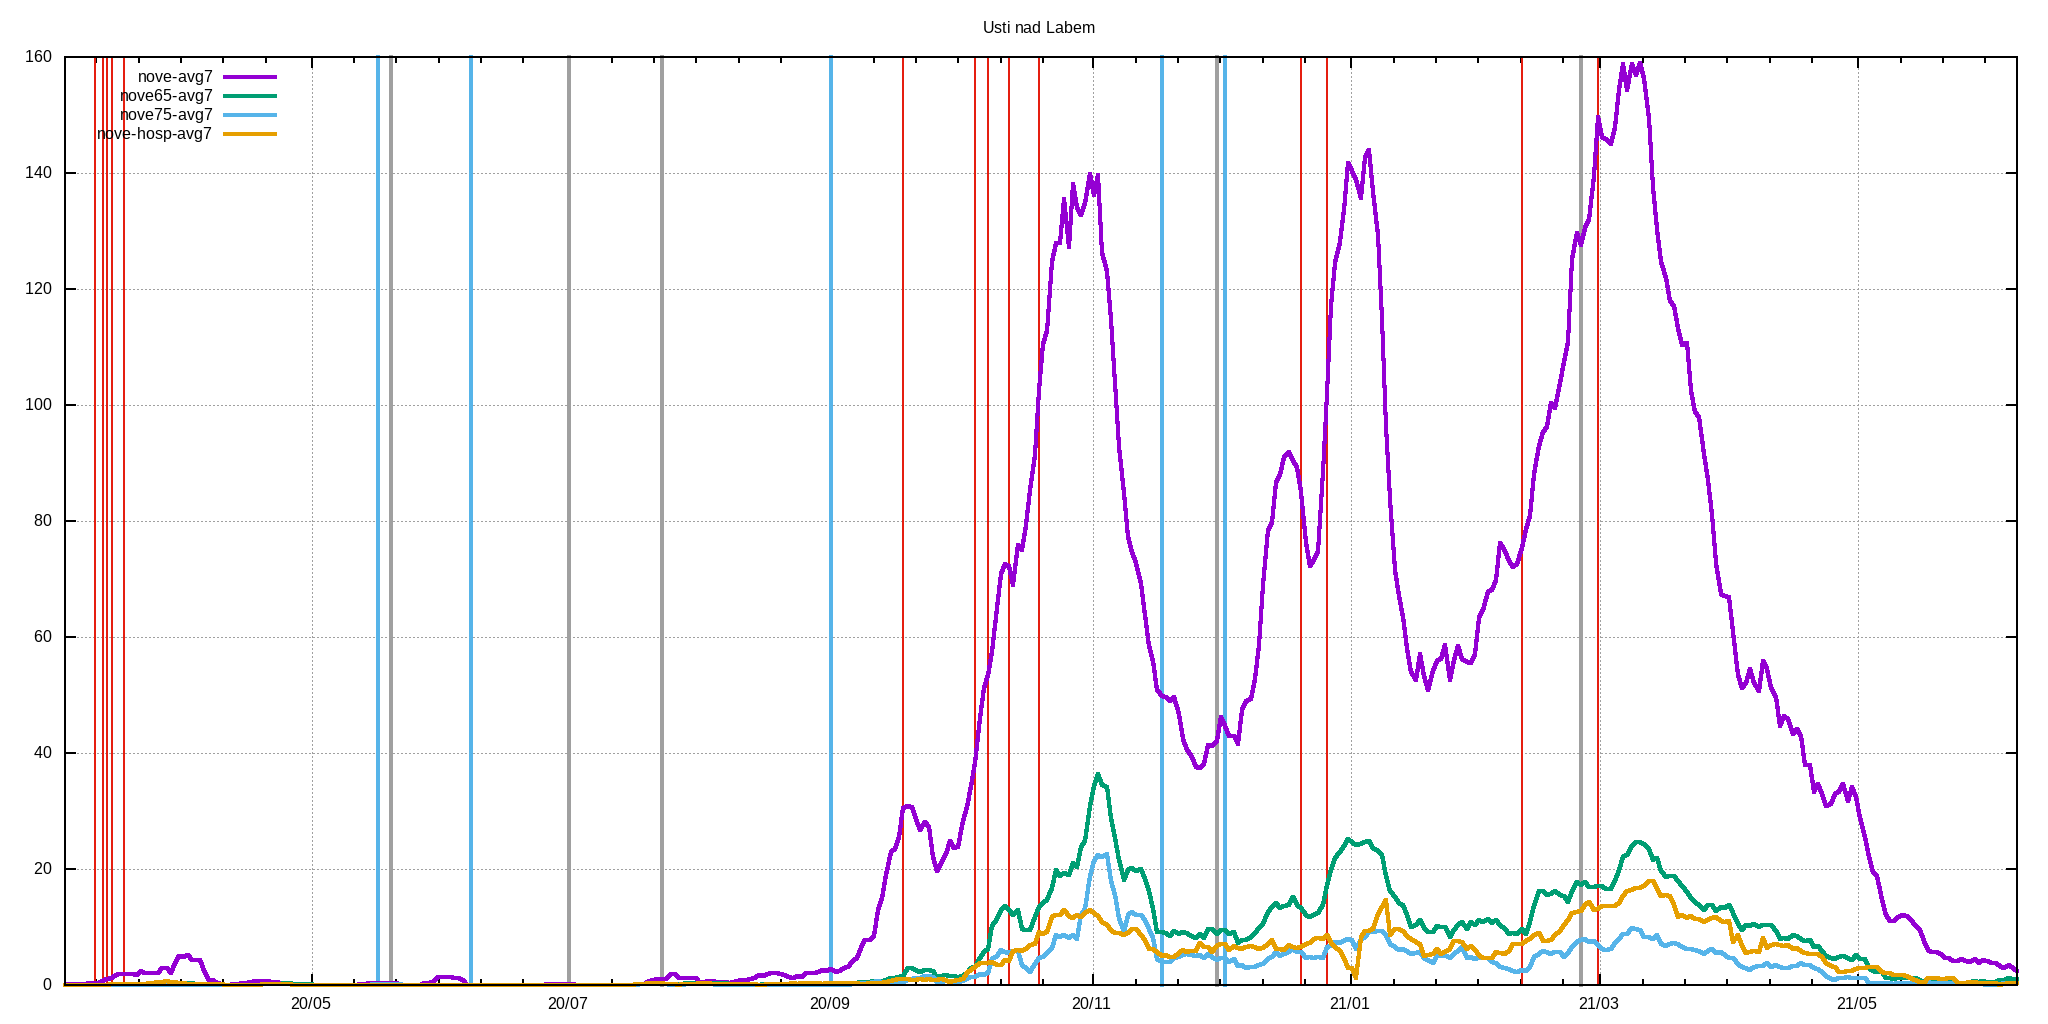 Usti nad Labem
160
140
120
100
80
60
40
20
0
nove-avg7
nove65-avg7
nove75-avg7
nove-hosp-avg7
20/05 20/07 20/09 20/11 21/01 21/03 21/05